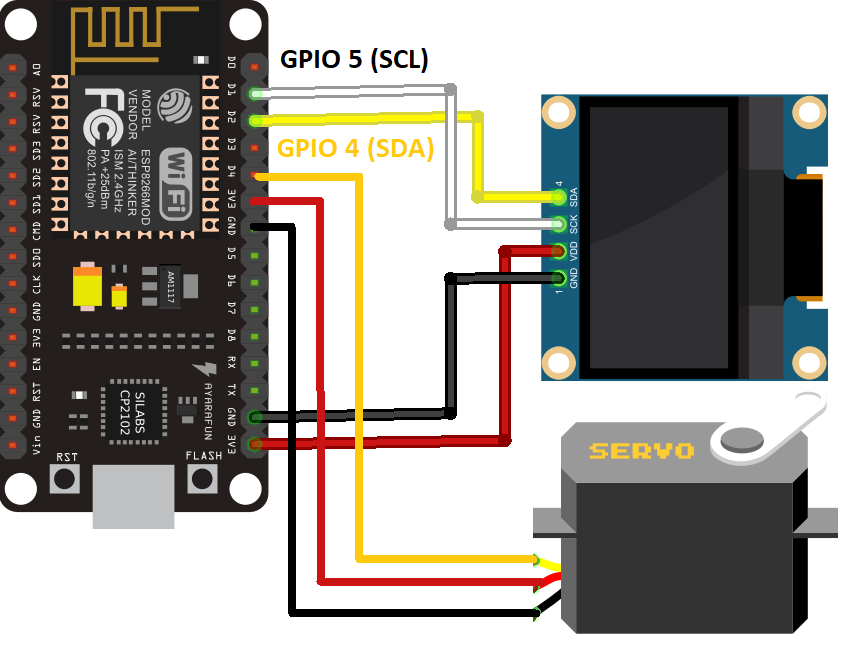 GPIO 5 (SCL)
GPIO 4 (SDA)
A0
RSV
RSV
SD3
SD2
SD1
CMD
SD0
CLK
GND
3V3
EN
RST
GND
Vin
D0
D1
D2
D3
D4
3V3
GND
D5
D6
D7
D8
RX
TX
GND
3V3
MODEL
VENDOR
ESP8266MOD
AI/THINKER
ISM 2.4GHz
PA +25dBm
802.11b/g/n
FC
Wi Fi
AM1117
SILABS
CP2102
AYARAFUN
RST
FLASH
4
SDA
SCK
VDD
GND
1
SERVO